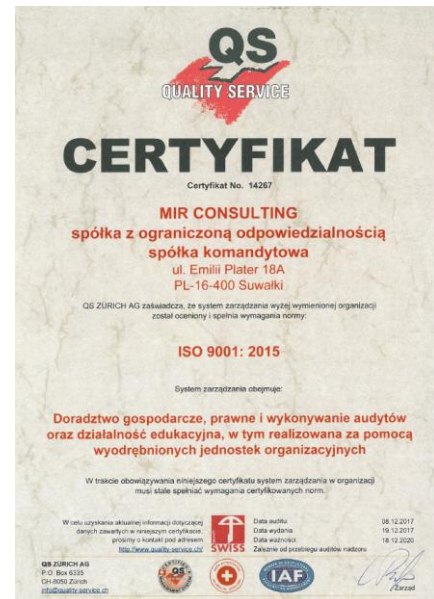 QS
QUALITY SERVICE
CERTYFIKAT
Certyfikat No. 14267
MIR CONSULTING
spółka z ograniczoną odpowiedzialnością
spółka komandytowa
ul. Emilii Plater 18A
PL-16-400 Suwałki
QS ZÜRICH AG zaświadcza, że system zarządzania wyżej wymienionej organizacji
został oceniony i spełnia wymagania normy:
ISO 9001: 2015
System zarządzania obejmuje:
Doradztwo gospodarcze, prawne i wykonywanie audytów
oraz działalność edukacyjna, w tym realizowana za pomocą
wyodrębnionych jednostek organizacyjnych
W trakcie obowiązywania niniejszego certyfikatu system zarządzania w organizacji
musi stale spełniać wymagania certyfikowanych norm.
W celu uzyskania aktualnej informacji dotyczącej
danych zawartych w niniejszym certyfikacie,
prosimy o kontakt pod adresem
http://www.quality-service.ch/
SWISS
Data auditu: 08.12.2017
Data wydania: 19.12.2017
Data ważności: 18.12.2020
Zależnie od przebiegu audytów nadzoru
QS ZÜRICH AG
P.O. Box 6335
CH-8050 Zürich
info@quality-service.ch
QS
IAF
Zarząd